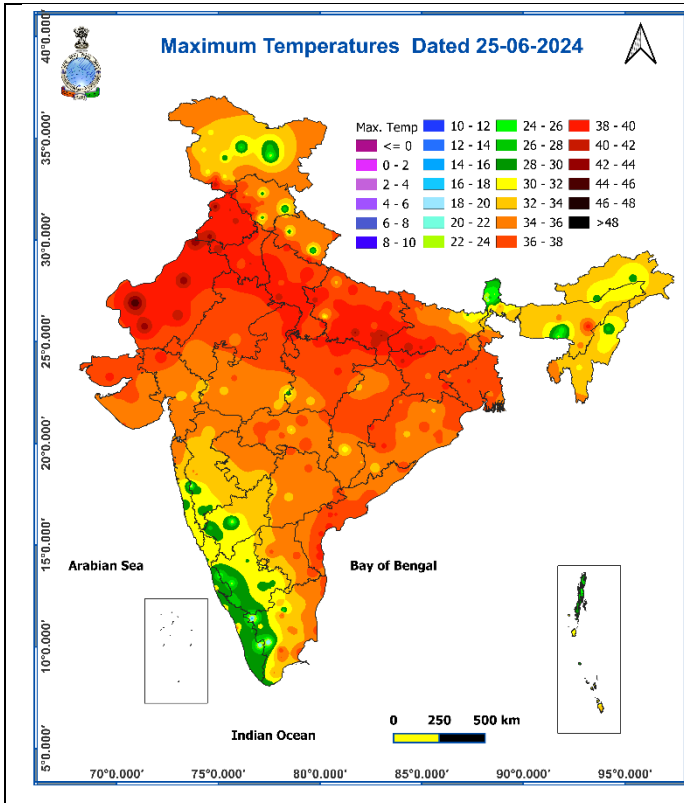 Maximum Temperatures Dated 25-06-2024
Max. Temp
<= 0
0 - 2
2 - 4
4 - 6
6 - 8
8 - 10
10 - 12
12 - 14
14 - 16
16 - 18
18 - 20
20 - 22
22 - 24
24 - 26
26 - 28
28 - 30
30 - 32
32 - 34
34 - 36
36 - 38
38 - 40
40 - 42
42 - 44
44 - 46
46 - 48
>48
40°0.000'
35°0.000'
30°0.000'
25°0.000'
20°0.000'
15°0.000'
10°0.000'
5°0.000'
Arabian Sea
Bay of Bengal
Indian Ocean
0 250 500 km
70°0.000' 75°0.000' 80°0.000' 85°0.000' 90°0.000' 95°0.000'